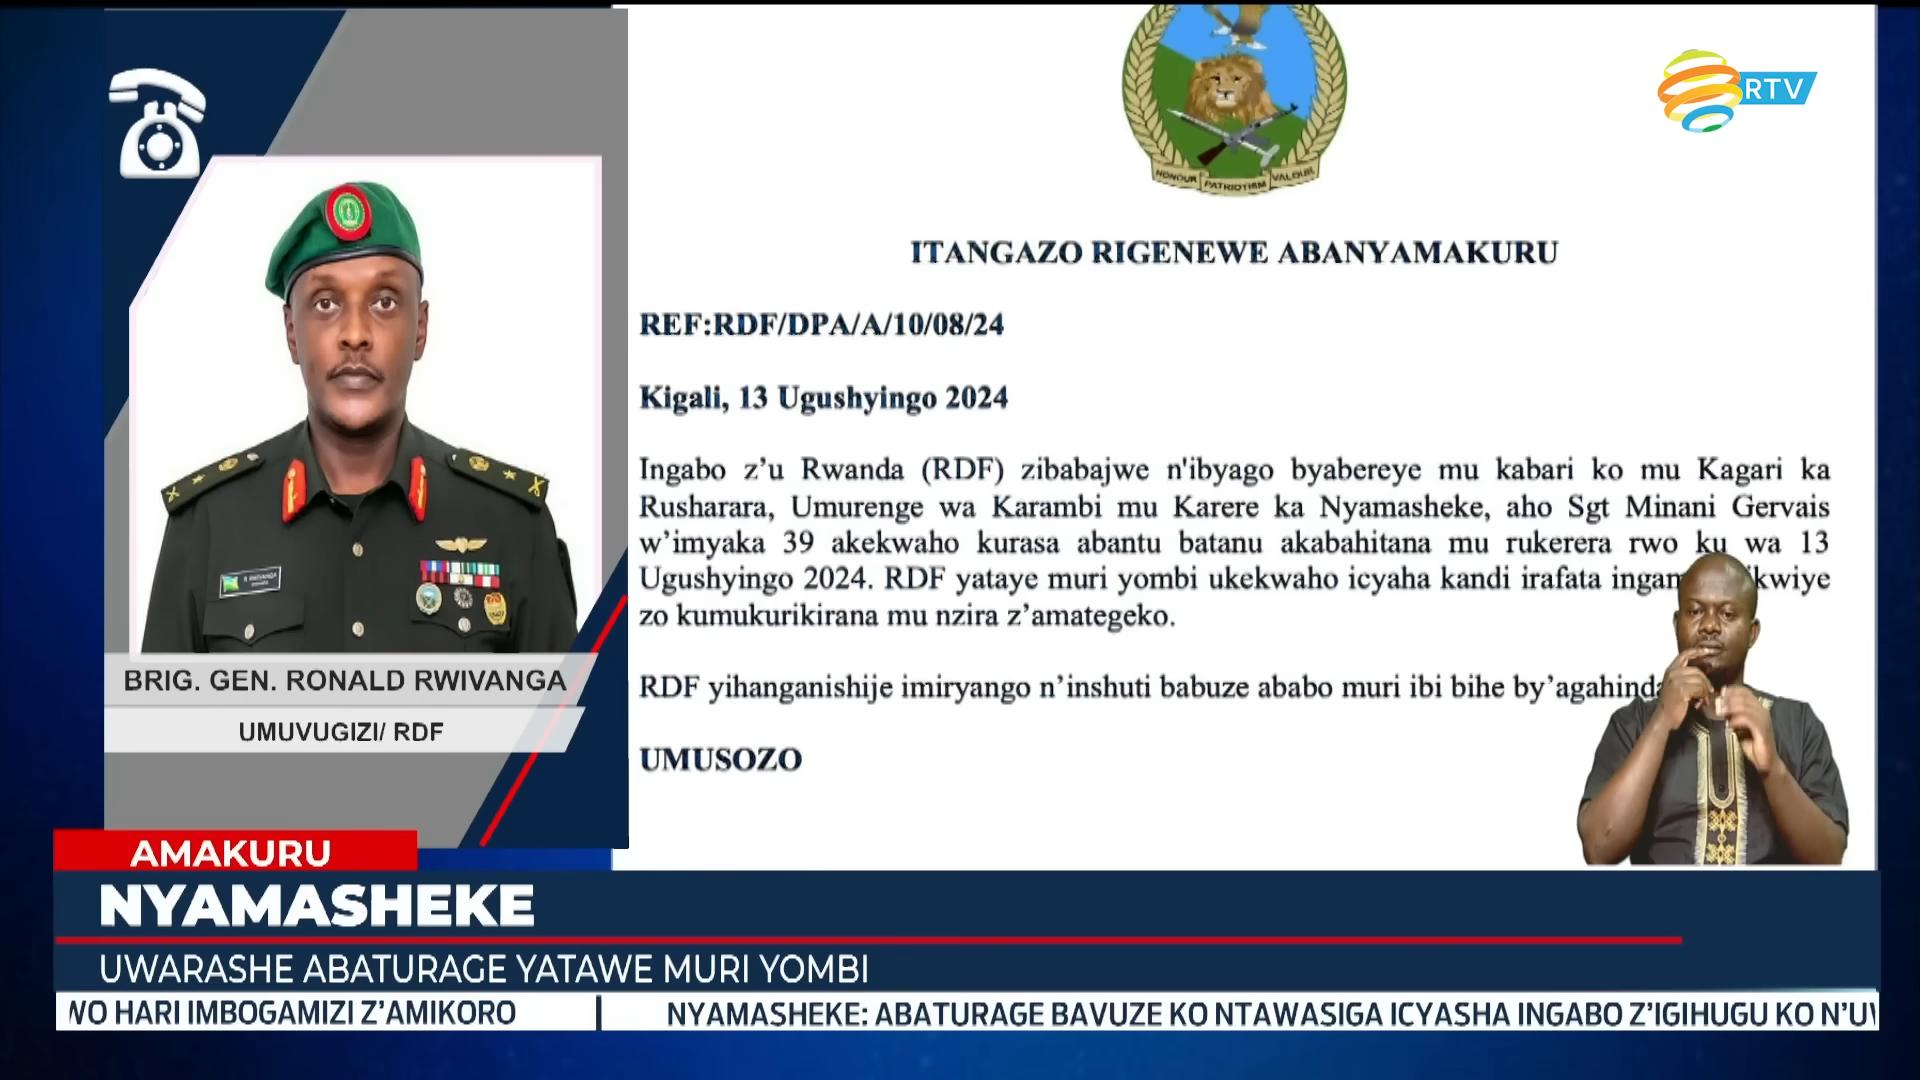 HONOUR PATRIOTISM VALOUR
RTV
ITANGAZO RIGENEWE ABANYAMAKURU
REF:RDF/DPA/A/10/08/24
Kigali, 13 Ugushyingo 2024
Ingabo z’u Rwanda (RDF) zibabajwe n'ibyago byabereye mu kabari ko mu Kagari ka
Rusharara, Umurenge wa Karambi mu Karere ka Nyamasheke, aho Sgt Minani Gervais
w’imyaka 39 akekwaho kurasa abantu batanu akabahitana mu rukerera rwo ku wa 13
Ugushyingo 2024. RDF yataye muri yombi ukekwaho icyaha kandi irafata
zo kumukurikirana mu nzira z’amategeko.
RDF yihanganishije imiryango n’inshuti babuze ababo muri ibi bihe by’agahinda
UMUSOZO
R. RWIVANGA
BRIG. GEN. RONALD RWIVANGA
UMUVUGIZI/ RDF
AMAKURU
NYAMASHEKE
UWARASHE ABATURAGE YATAWE MURI YOMBI
WO HARI IMBOGAMIZI Z’AMIKORO
NYAMASHEKE: ABATURAGE BAVUZE KO NTAWASIGA ICYASHA INGABO Z’IGIHUGU KO